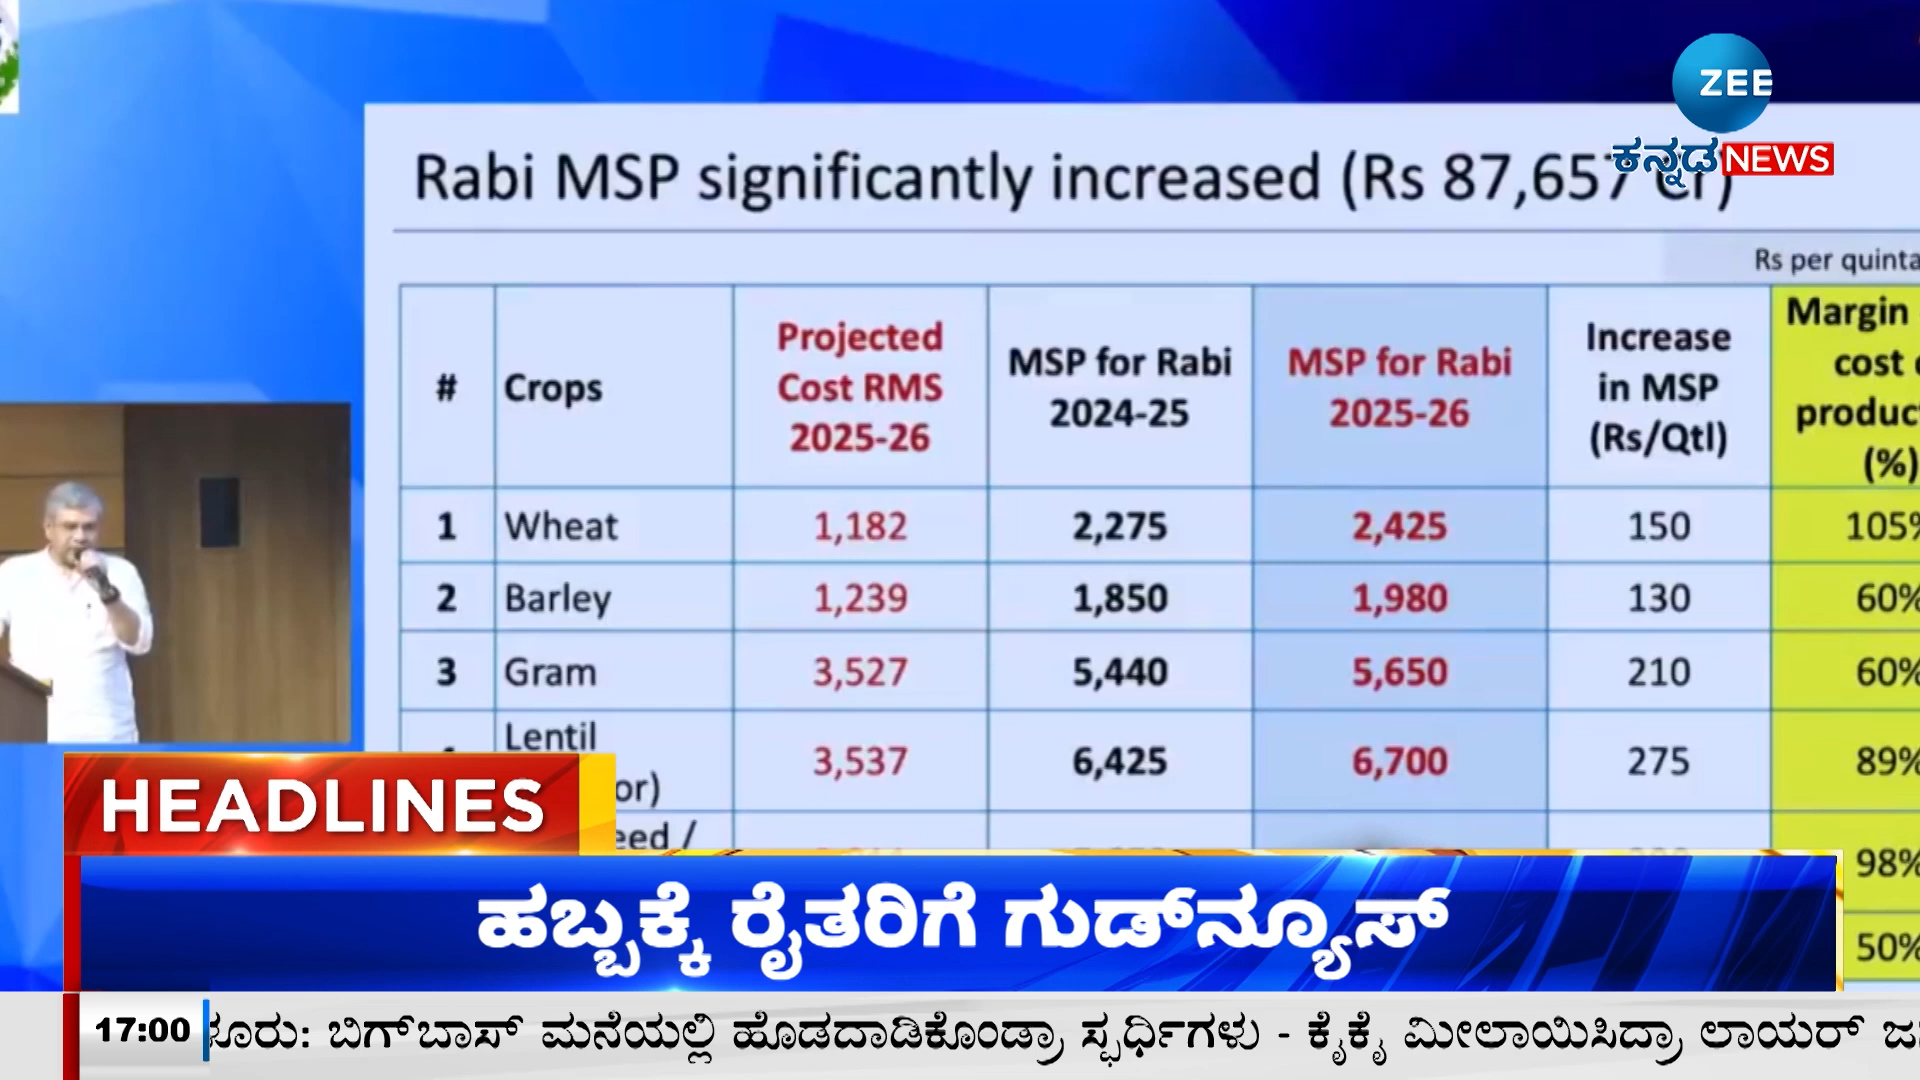 ZEE
ಕನ್ನಡ NEWS
Rabi MSP significantly increased (Rs 87,657 Cr)
Rs per
# Crops Projected Cost RMS 2025-26 MSP for Rabi 2024-25 MSP for Rabi 2025-26 Increase in MSP (Rs/Qtl) Margin cost (%)
1 Wheat 1,182 2,275 2,425 150 105%
2 Barley 1,239 1,850 1,980 130 60%
3 Gram 3,527 5,440 5,650 210 60%
Lentil 3,537 6,425 6,700 275 89%
98%
50%
HEADLINES
ಹಬ್ಬಕ್ಕೆ ರೈತರಿಗೆ ಗುಡ್‌ನ್ಯೂಸ್
17:00 ಬಿಗ್‌ಬಾಸ್ ಮನೆಯಲ್ಲಿ ಹೊಡದಾಡಿಕೊಂಡ್ರಾ ಸ್ಪರ್ಧಿಗಳು - ಕೈಕೈ ಮೀಲಾಯಿಸಿದ್ರಾ ಲಾಯರ್